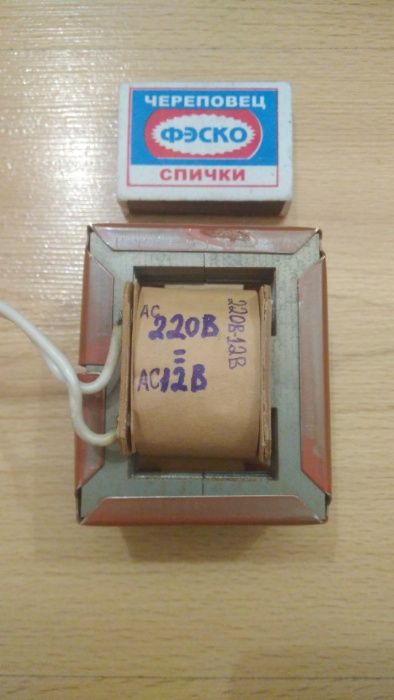 ЧЕРЕПОВЕЦ
ФЭСКО
СПИЧКИ
AC
220В
=
AC12В
220В-12В